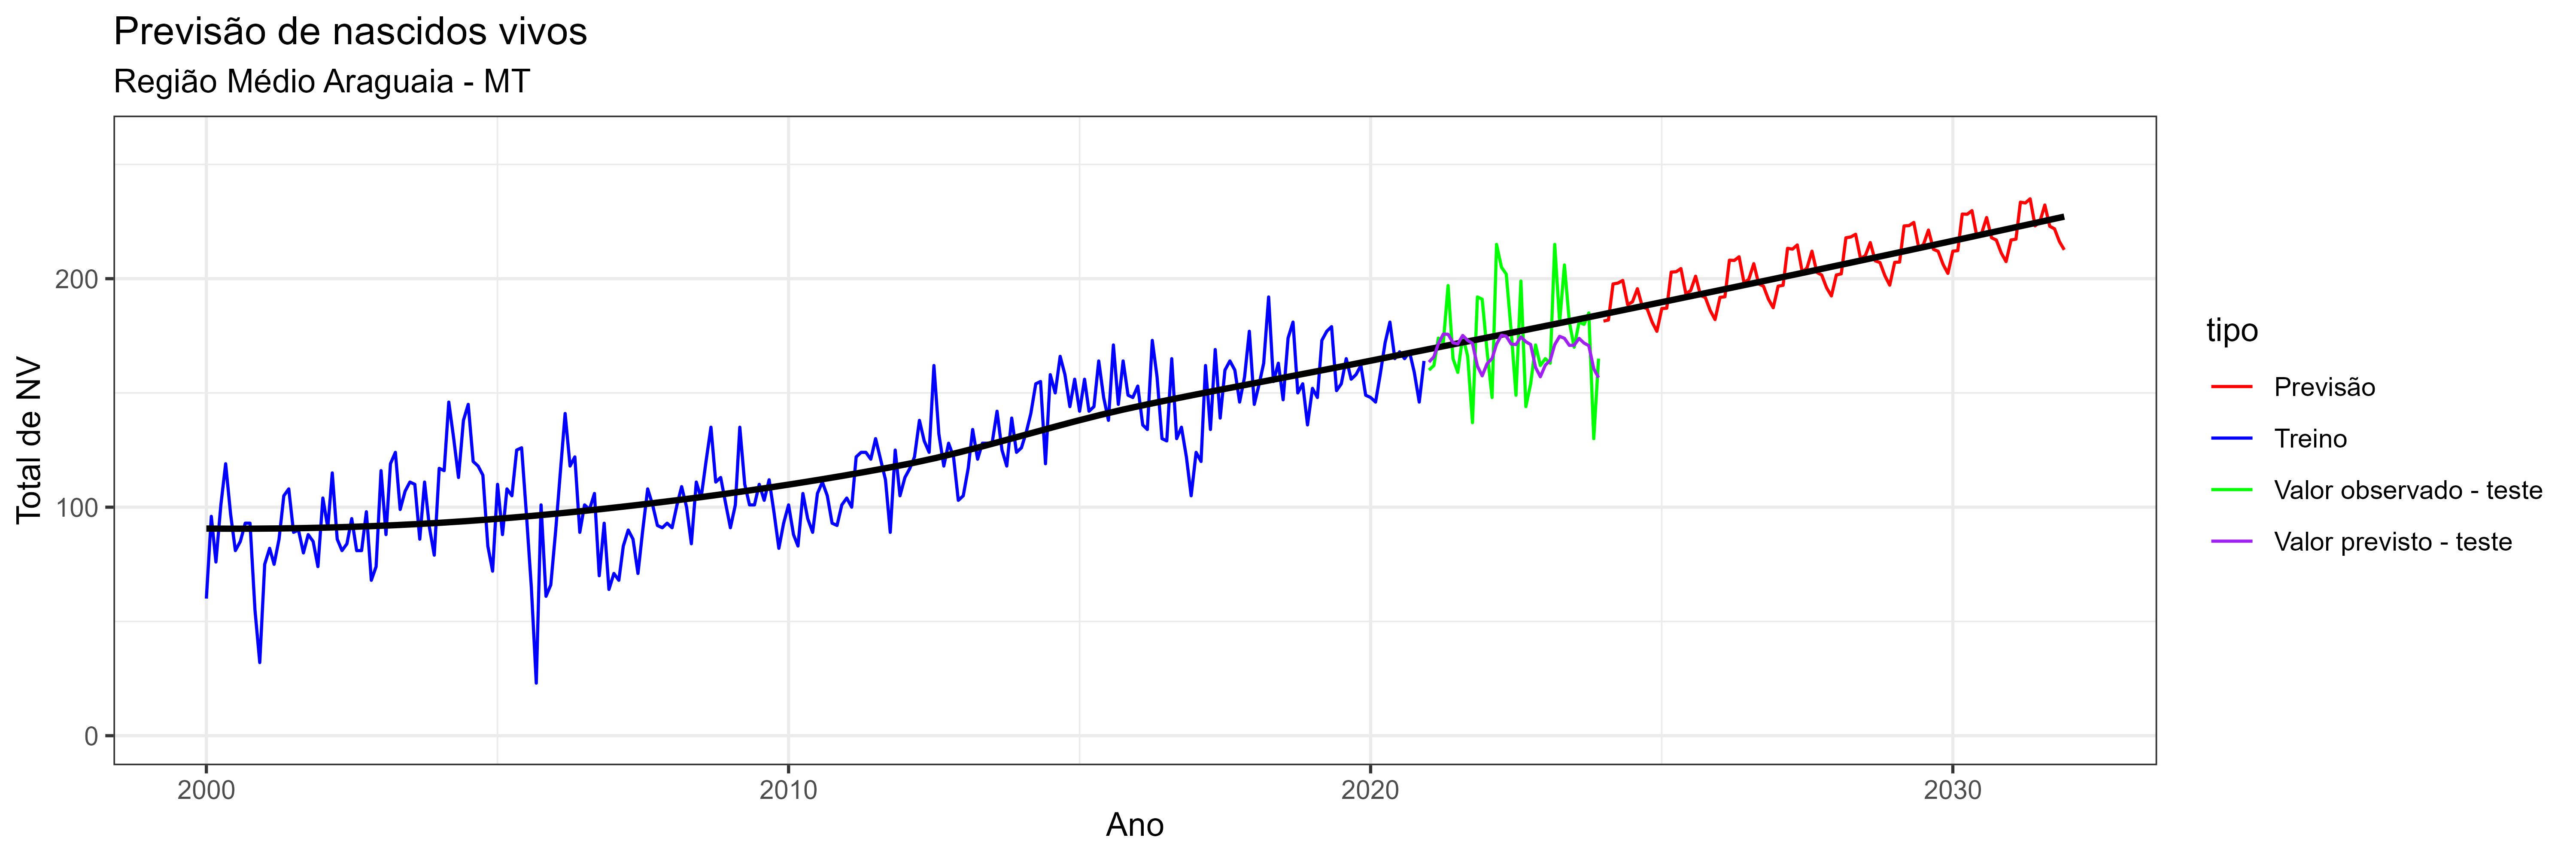 Previsão de nascidos vivos
Região Médio Araguaia - MT
Total de NV
200
100
0
2000
2010
2020
2030
Ano
tipo
Previsão
Treino
Valor observado - teste
Valor previsto - teste